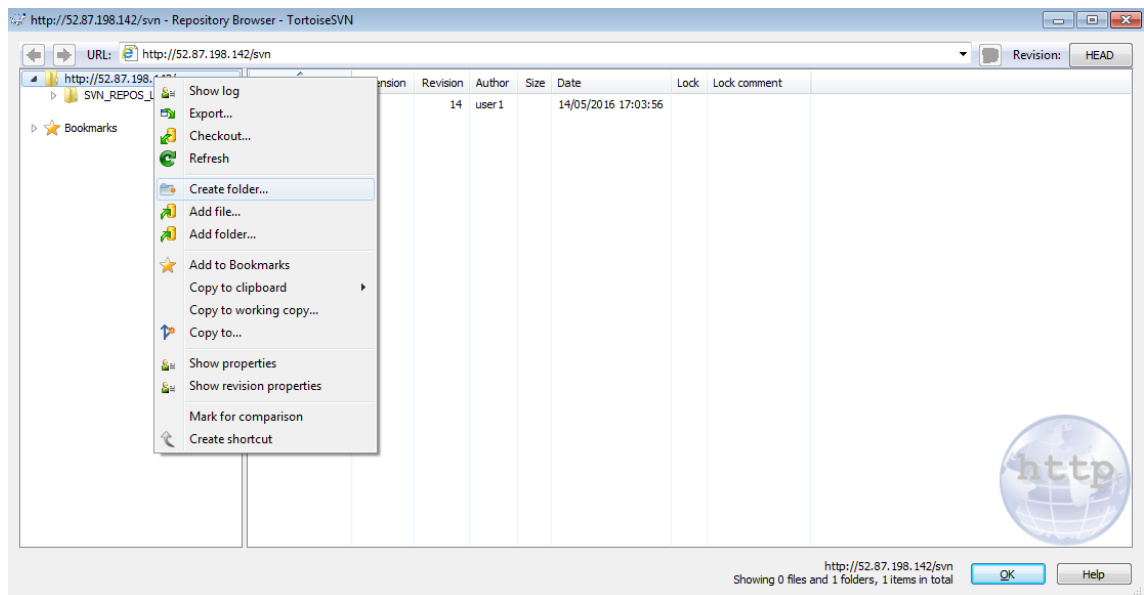 http://52.87.198.142/svn - Repository Browser - TortoiseSVN
URL: http://52.87.198.142/svn Revision: HEAD
http://52.87.198.
SVN_REPOS_L
Bookmarks
Revision Author Size Date Lock Lock comment
14 user1 14/05/2016 17:03:56
Show log
Export...
Checkout...
Refresh
Create folder...
Add file...
Add folder...
Add to Bookmarks
Copy to clipboard
Copy to working copy...
Copy to...
Show properties
Show revision properties
Mark for comparison
Create shortcut
http
http://52.87.198.142/svn
Showing 0 files and 1 folders, 1 items in total
OK Help